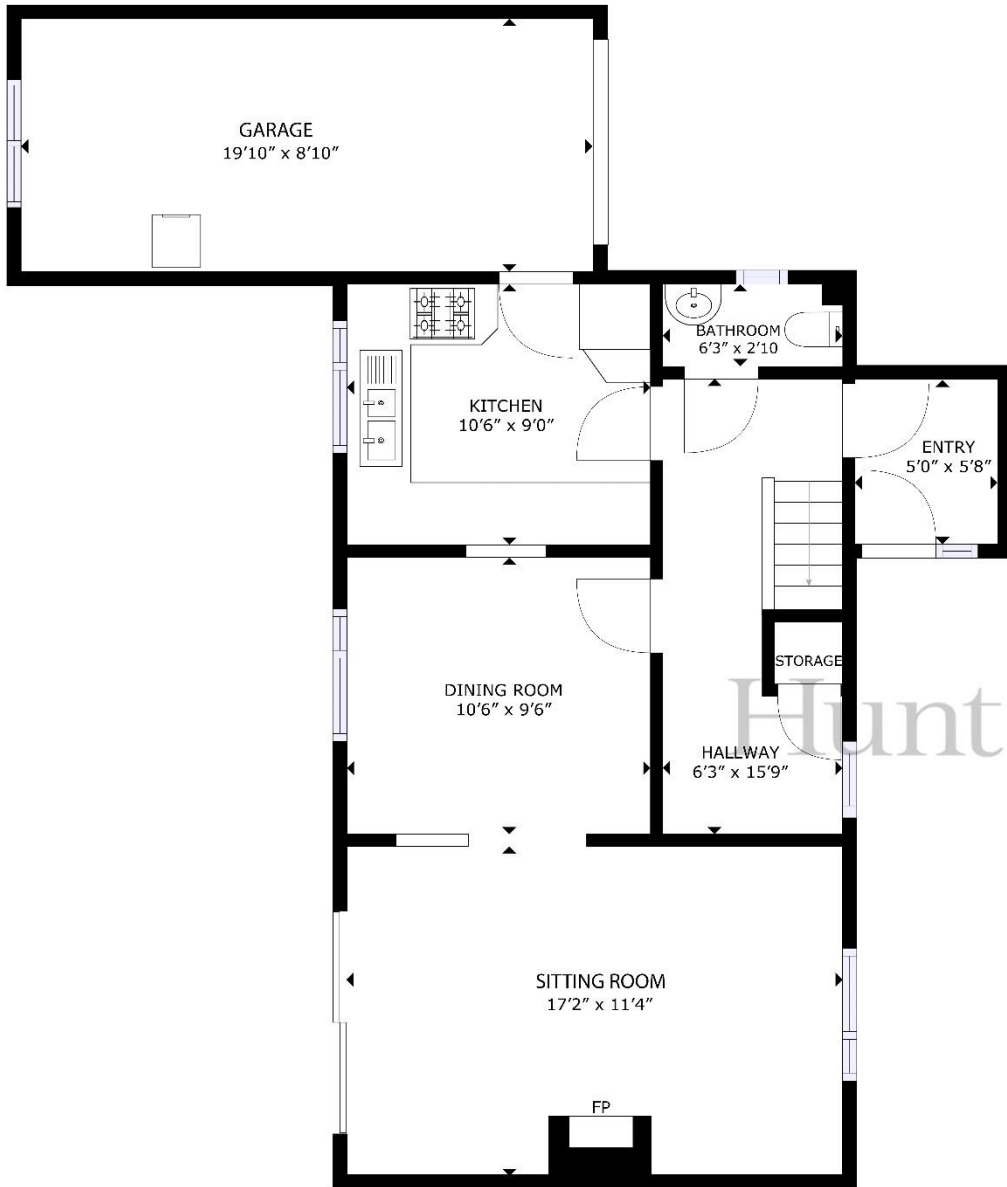 GARAGE
19'10" x 8'10"
BATHROOM
6'3" x 2'10
KITCHEN
10'6" x 9'0"
ENTRY
5'0" x 5'8"
STORAGE
DINING ROOM
10'6" x 9'6"
Hunt
HALLWAY
6'3" x 15'9"
SITTING ROOM
17'2" x 11'4"
FP